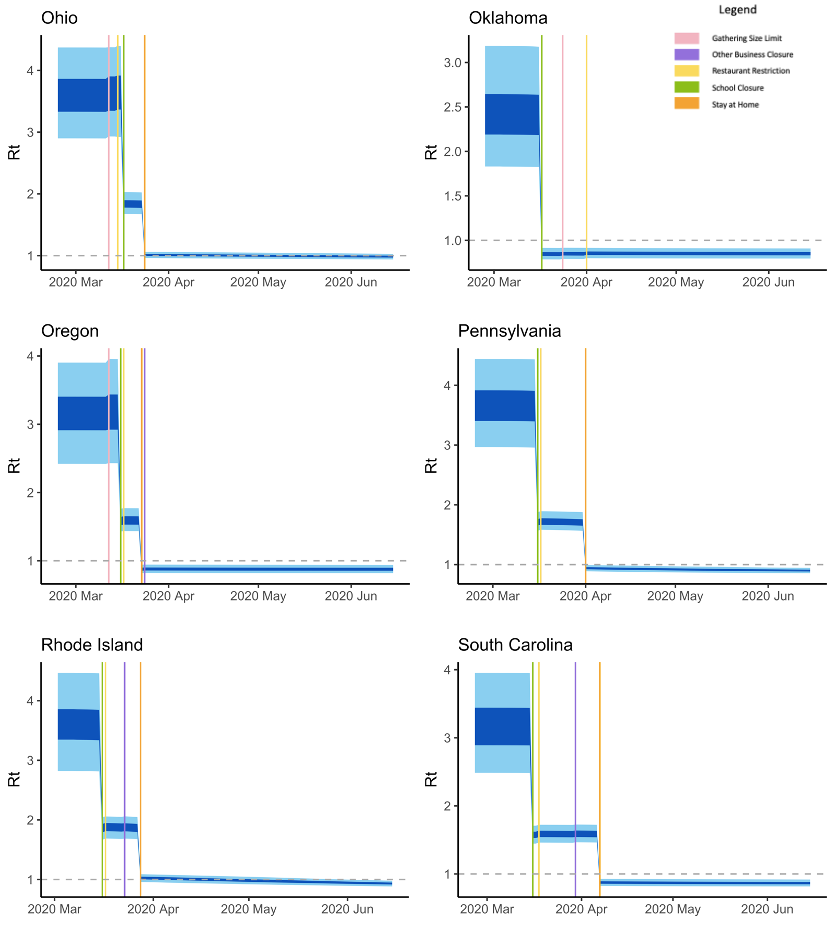 Ohio
Rt
4
3
2
1
2020 Mar 2020 Apr 2020 May 2020 Jun
Oklahoma
Rt
3.0
2.5
2.0
1.5
1.0
2020 Mar 2020 Apr 2020 May 2020 Jun
Legend
Gathering Size Limit
Other Business Closure
Restaurant Restriction
School Closure
Stay at Home
Oregon
Rt
4
3
2
1
2020 Mar 2020 Apr 2020 May 2020 Jun
Pennsylvania
Rt
4
3
2
1
2020 Mar 2020 Apr 2020 May 2020 Jun
Rhode Island
Rt
4
3
2
1
2020 Mar 2020 Apr 2020 May 2020 Jun
South Carolina
Rt
4
3
2
1
2020 Mar 2020 Apr 2020 May 2020 Jun